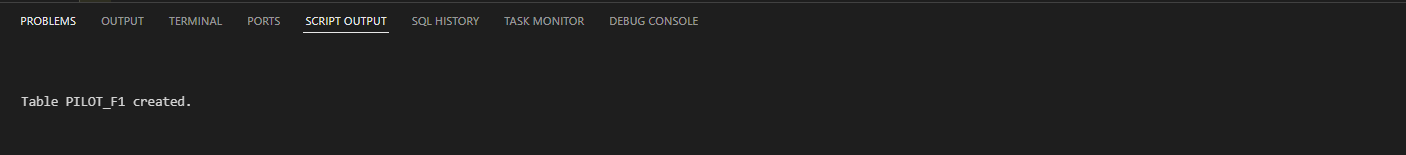 PROBLEMS OUTPUT TERMINAL PORTS SCRIPT OUTPUT SQL HISTORY TASK MONITOR DEBUG CONSOLE
Table PILOT_F1 created.